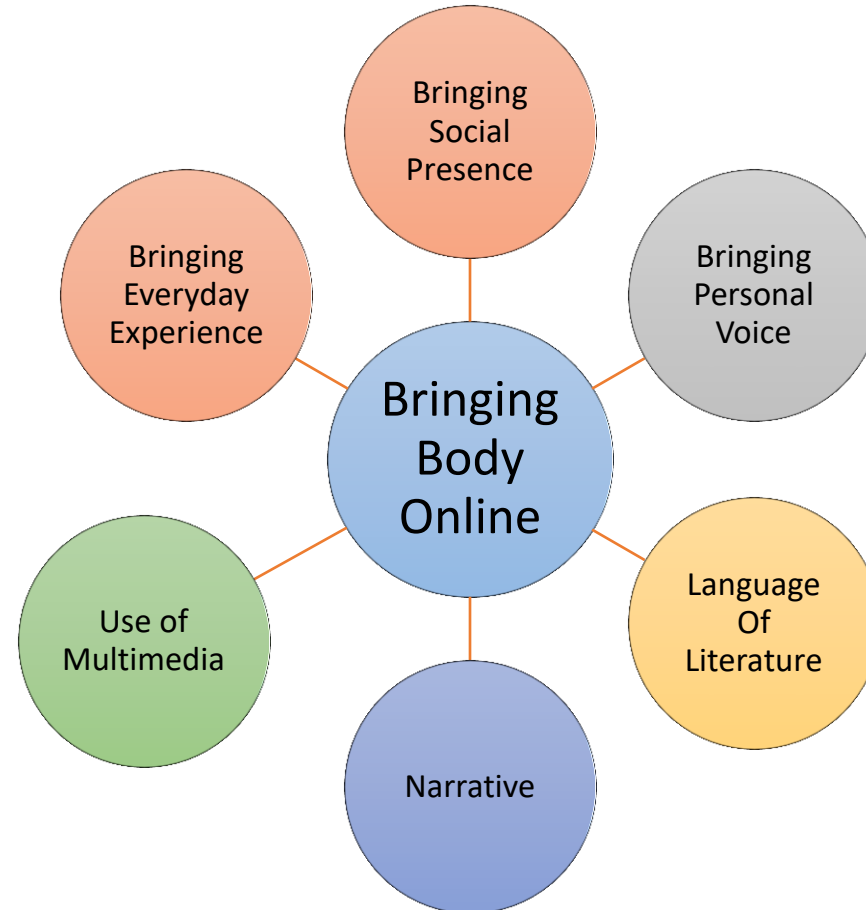 Bringing
Social
Presence
Bringing
Everyday
Experience
Bringing
Personal
Voice
Bringing
Body
Online
Use of
Multimedia
Language
Of
Literature
Narrative